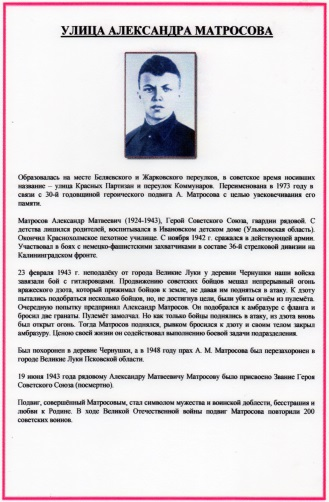 УЛИЦА АЛЕКСАНДРА МАТРОСОВА
Образовалась на месте Беляевского и Жарковского переулков, в советское время носивших
название – улица Красных Партизан и переулок Коммунаров. Переименована в 1973 году в
связи с 30-й годовщиной героического подвига А. Матросова с целью увековечивания его
памяти.
Матросов Александр Матвеевич (1924-1943), Герой Советского Союза, гвардии рядовой. С
детства лишился родителей, воспитывался в Ивановском детском доме (Ульяновская область).
Окончил Краснохолмское пехотное училище. С ноября 1942 г. сражался в действующей армии.
Участвовал в боях с немецко-фашистскими захватчиками в составе 36-й стрелковой дивизии на
Калининградском фронте.
23 февраля 1943 г. неподалёку от города Великие Луки у деревни Чернушки наши войска
завязали бой с гитлеровцами. Продвижению советских бойцов мешал непрерывный огонь
вражеского дзота, который прижимал бойцов к земле, не давая им подняться в атаку. К дзоту
пытались подобраться несколько бойцов, но, не достигнув цели, были убиты огнём из пулемёта.
Очередную попытку предпринял Александр Матросов. Он подобрался к амбразуре с фланга и
бросил две гранаты. Пулемёт замолчал. Но как только бойцы поднялись в атаку, из дзота вновь
был открыт огонь. Тогда Матросов поднялся, рывком бросился к дзоту и своим телом закрыл
амбразуру. Ценою своей жизни он содействовал выполнению боевой задачи подразделения.
Был похоронен в деревне Чернушки, а в 1948 году прах А. М. Матросова был перезахоронен в
городе Великие Луки Псковской области.
19 июня 1943 года рядовому Александру Матвеевичу Матросову было присвоено Звание Героя
Советского Союза (посмертно).
Подвиг, совершённый Матросовым, стал символом мужества и воинской доблести, бесстрашия и
любви к Родине. В ходе Великой Отечественной войны подвиг Матросова повторили 200
советских воинов.